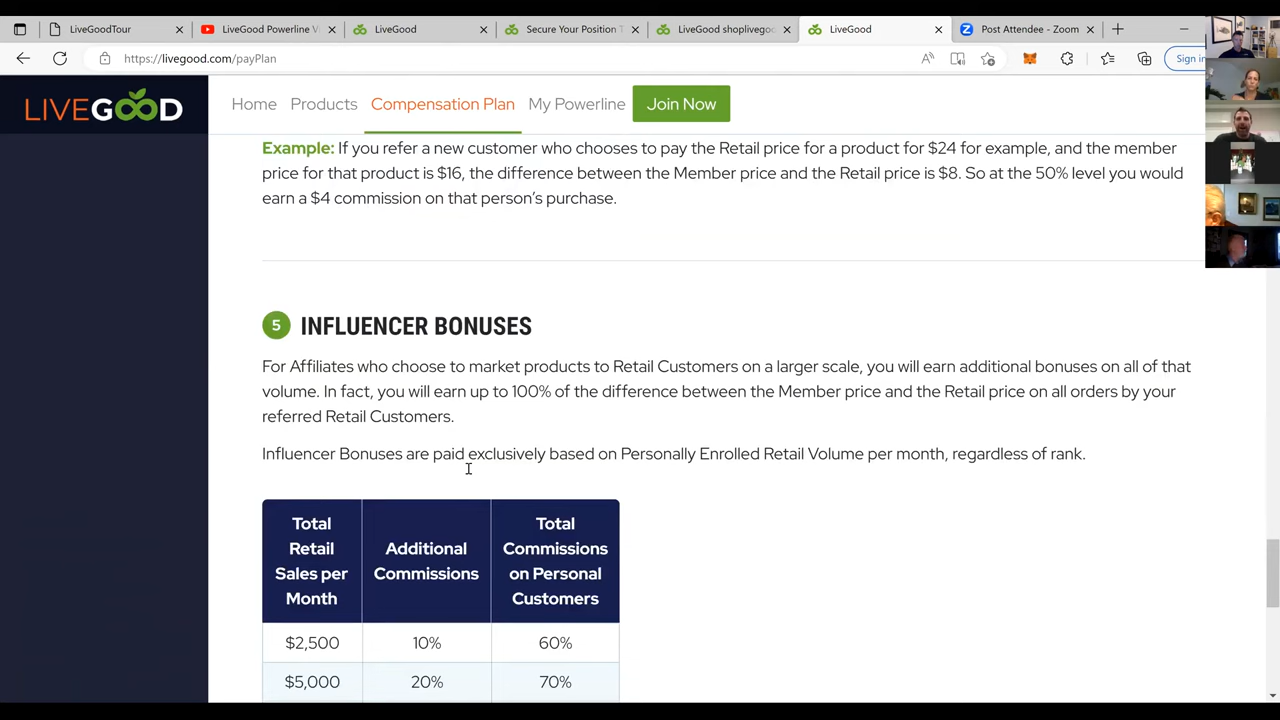 LiveGoodTour
LiveGood Powerline V
LiveGood
Secure Your Position T
LiveGood shoplivego
LiveGood
Post Attendee - Zoom
https://livegood.com/payPlan
Sign in
LIVEGOOD
Home Products Compensation Plan My Powerline Join Now
Example: If you refer a new customer who chooses to pay the Retail price for a product for $24 for example, and the member
price for that product is $16, the difference between the Member price and the Retail price is $8. So at the 50% level you would
earn a $4 commission on that person's purchase.
5 INFLUENCER BONUSES
For Affiliates who choose to market products to Retail Customers on a larger scale, you will earn additional bonuses on all of that
volume. In fact, you will earn up to 100% of the difference between the Member price and the Retail price on all orders by your
referred Retail Customers.
Influencer Bonuses are paid exclusively based on Personally Enrolled Retail Volume per month, regardless of rank.
Total
Retail
Sales per
Month
Additional
Commissions
Total
Commissions
on Personal
Customers
$2,500 10% 60%
$5,000 20% 70%